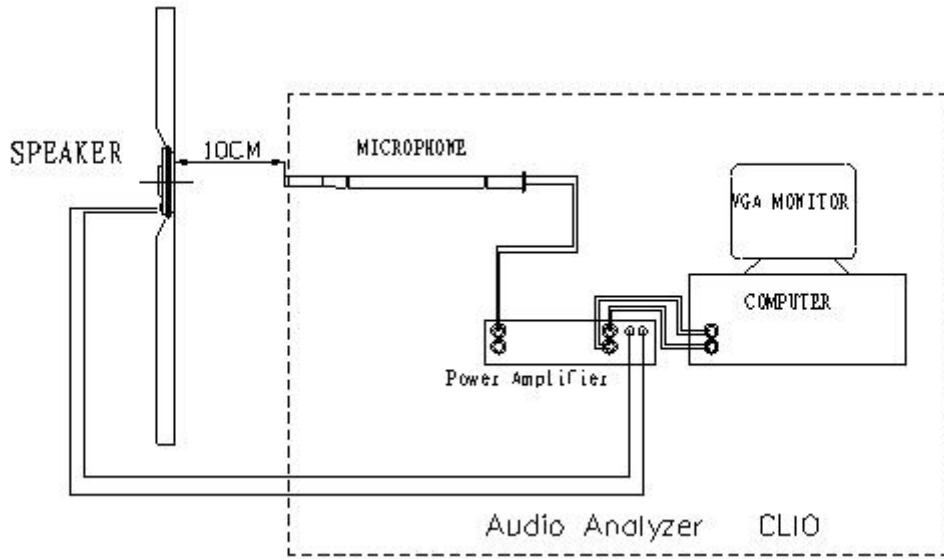 SPEAKER
10CM
MICROPHONE
VGA MONITOR
COMPUTER
Power Amplifier
Audio Analyzer CLIO